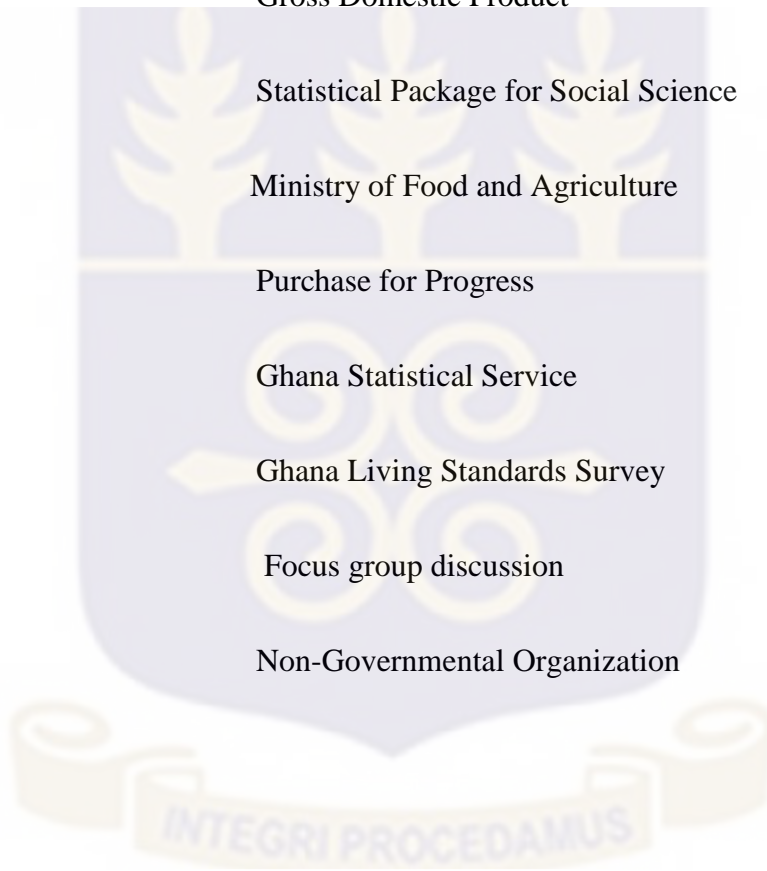 Gross Domestic Product
Statistical Package for Social Science
Ministry of Food and Agriculture
Purchase for Progress
Ghana Statistical Service
Ghana Living Standards Survey
Focus group discussion
Non-Governmental Organization
INTEGRI PROCEDAMUS